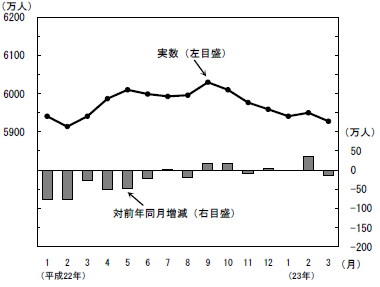 (万人)
6200
6100
6000
5900
実数（左目盛）
(万人)
50
0
-50
-100
-150
-200
対前年同月増減（右目盛）
1 2 3 4 5 6 7 8 9 10 11 12 1 2 3 (月)
(平成22年) (23年)